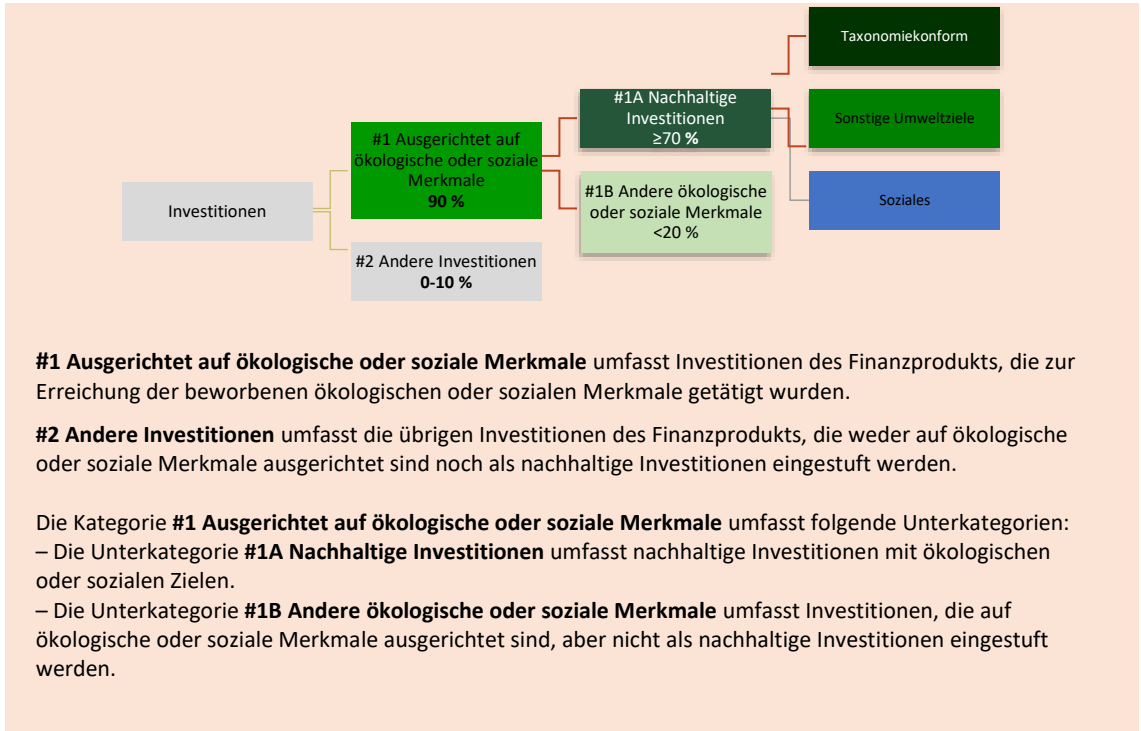 Taxonomiekonform
#1A Nachhaltige
Investitionen
≥70 %
Sonstige Umweltziele
#1 Ausgerichtet auf
ökologische oder soziale
Merkmale
90 %
#1B Andere ökologische
oder soziale Merkmale
<20 %
Soziales
Investitionen
#2 Andere Investitionen
0-10 %
#1 Ausgerichtet auf ökologische oder soziale Merkmale umfasst Investitionen des Finanzprodukts, die zur
Erreichung der beworbenen ökologischen oder sozialen Merkmale getätigt wurden.
#2 Andere Investitionen umfasst die übrigen Investitionen des Finanzprodukts, die weder auf ökologische
oder soziale Merkmale ausgerichtet sind noch als nachhaltige Investitionen eingestuft werden.
Die Kategorie #1 Ausgerichtet auf ökologische oder soziale Merkmale umfasst folgende Unterkategorien:
– Die Unterkategorie #1A Nachhaltige Investitionen umfasst nachhaltige Investitionen mit ökologischen
oder sozialen Zielen.
– Die Unterkategorie #1B Andere ökologische oder soziale Merkmale umfasst Investitionen, die auf
ökologische oder soziale Merkmale ausgerichtet sind, aber nicht als nachhaltige Investitionen eingestuft
werden.